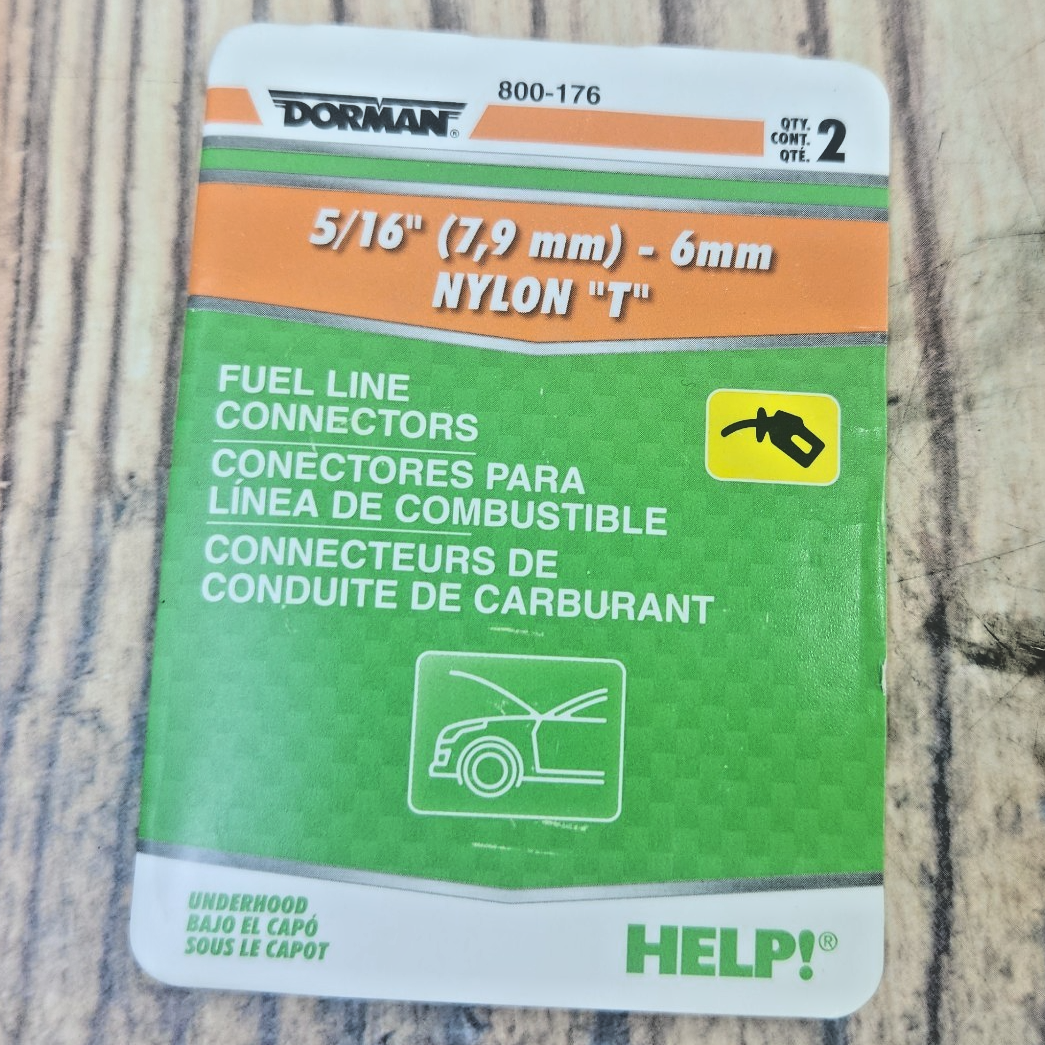 DORMAN®
800-176
QTY.
CONT.
QTÉ.
2
5/16" (7,9 mm) - 6mm
NYLON "T"
FUEL LINE
CONNECTORS
CONECTORES PARA
LÍNEA DE COMBUSTIBLE
CONNECTEURS DE
CONDUITE DE CARBURANT
UNDERHOOD
BAJO EL CAPÓ
SOUS LE CAPOT
HELP!®